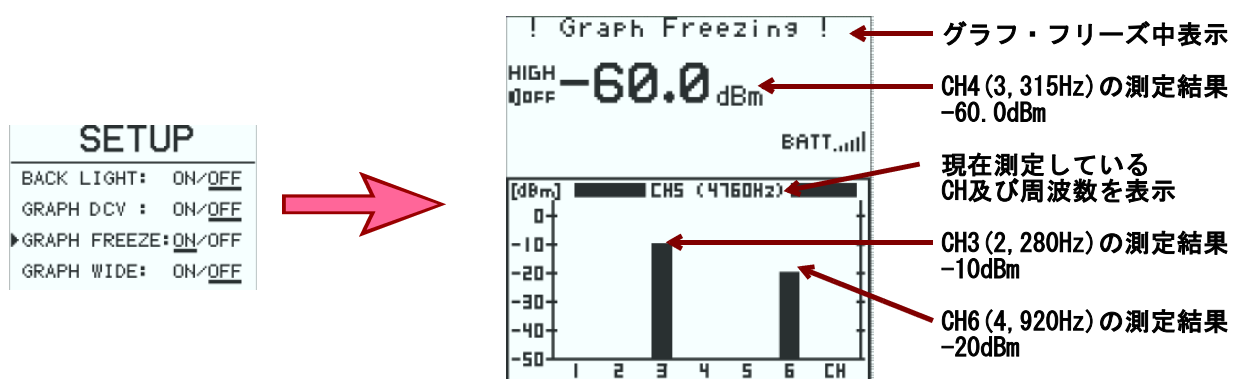 SETUP
BACK LIGHT: ON/OFF
GRAPH DCV : ON/OFF
▶GRAPH FREEZE:ON/OFF
GRAPH WIDE: ON/OFF
! Graph Freezing !
HIGH
OFF
-60.0 dBm
BATT
[dBm] CH5 (4760Hz)
0
-10
-20
-30
-40
-50
1 2 3 4 5 6 CH
グラフ・フリーズ中表示
CH4(3,315Hz)の測定結果
-60.0dBm
現在測定している
CH及び周波数を表示
CH3(2,280Hz)の測定結果
-10dBm
CH6(4,920Hz)の測定結果
-20dBm